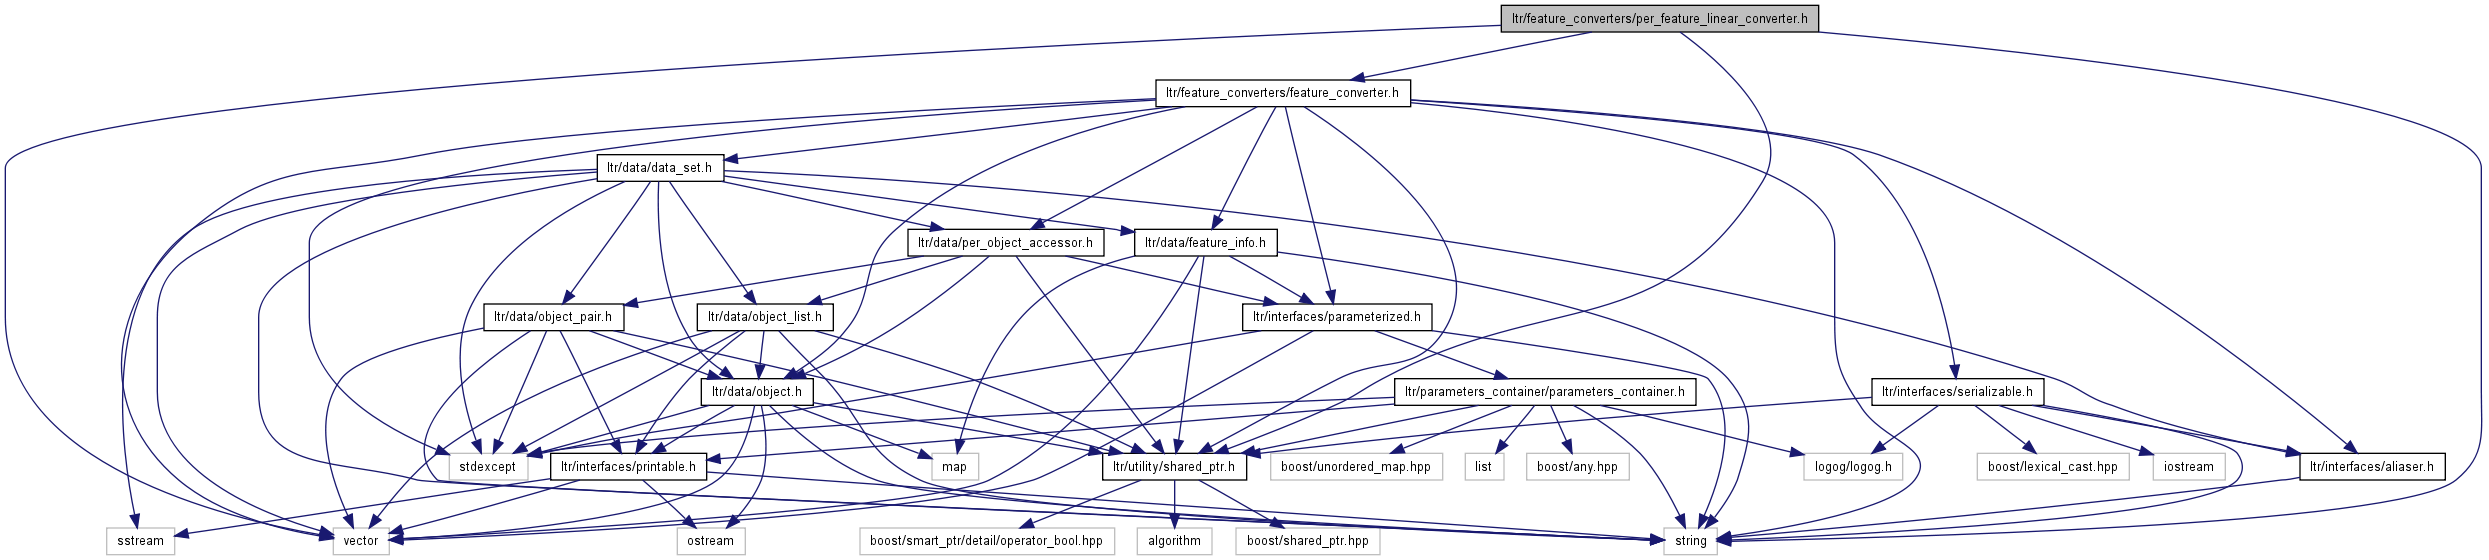 ltr/feature_converters/per_feature_linear_converter.h
ltr/feature_converters/feature_converter.h
ltr/data/data_set.h
ltr/data/per_object_accessor.h
ltr/data/feature_info.h
ltr/data/object_pair.h
ltr/data/object_list.h
ltr/interfaces/parameterized.h
ltr/data/object.h
ltr/parameters_container/parameters_container.h
ltr/interfaces/serializable.h
stdexcept
ltr/interfaces/printable.h
map
ltr/utility/shared_ptr.h
boost/unordered_map.hpp
list
boost/any.hpp
logog/logog.h
boost/lexical_cast.hpp
iostream
ltr/interfaces/aliaser.h
sstream
vector
ostream
boost/smart_ptr/detail/operator_bool.hpp
algorithm
boost/shared_ptr.hpp
string